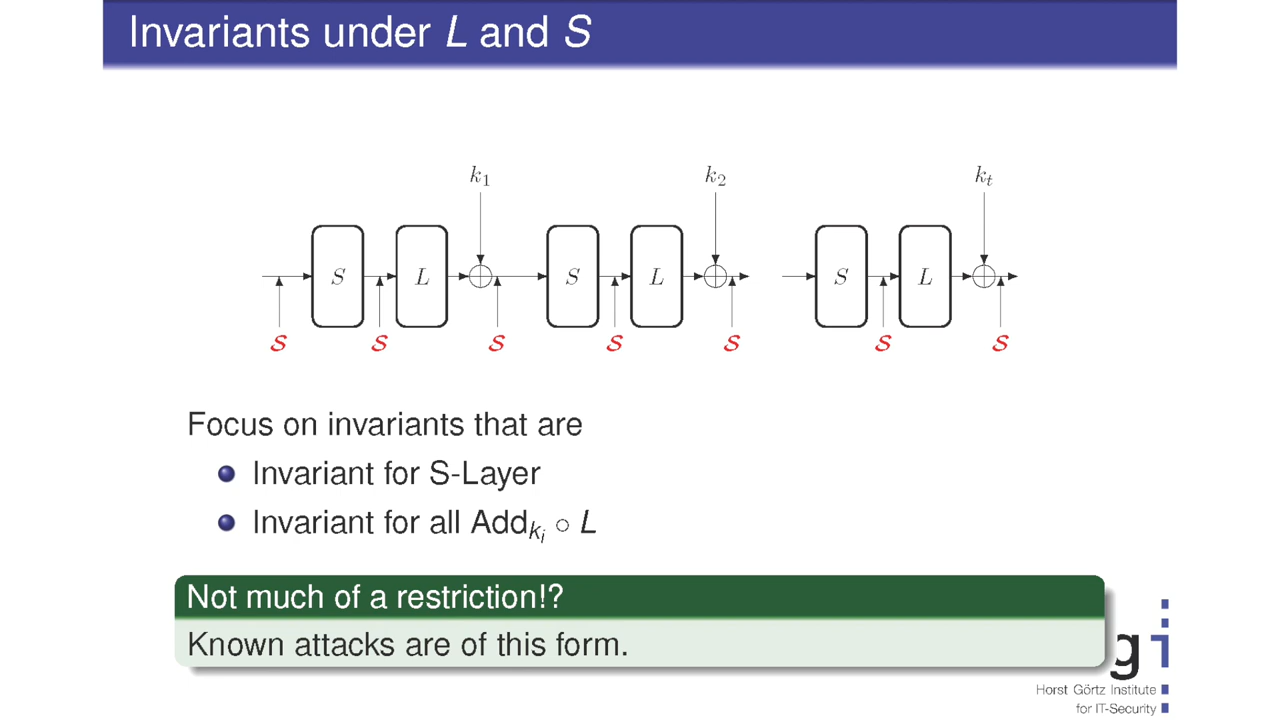 Invariants under L and S
k₁ k₂ kₜ
S L S L S L
S S S S S S S
Focus on invariants that are
Invariant for S-Layer
Invariant for all Addₖᵢ ∘ L
Not much of a restriction!?
Known attacks are of this form.
gi
Horst Görtz Institute
for IT-Security